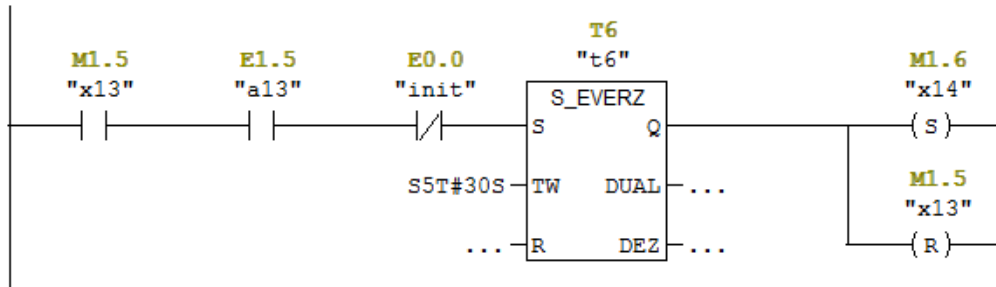 T6
M1.5 E1.5 E0.0 "t6" M1.6
"x13" "a13" "init" S_EVERZ "x14"
S Q S
M1.5
S5T#30S TW DUAL ...
"x13"
... R DEZ ... R